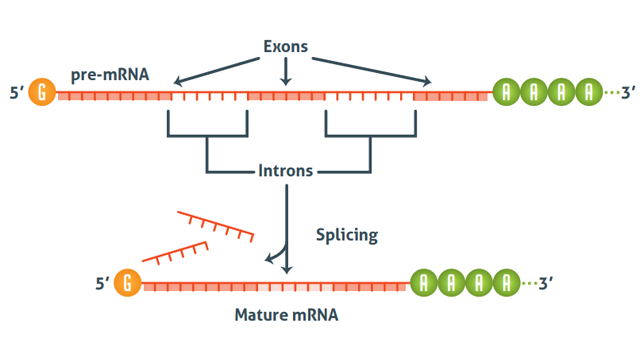 Exons
pre-mRNA
5′ G A A A A 3′
Introns
Splicing
5′ G A A A A 3′
Mature mRNA